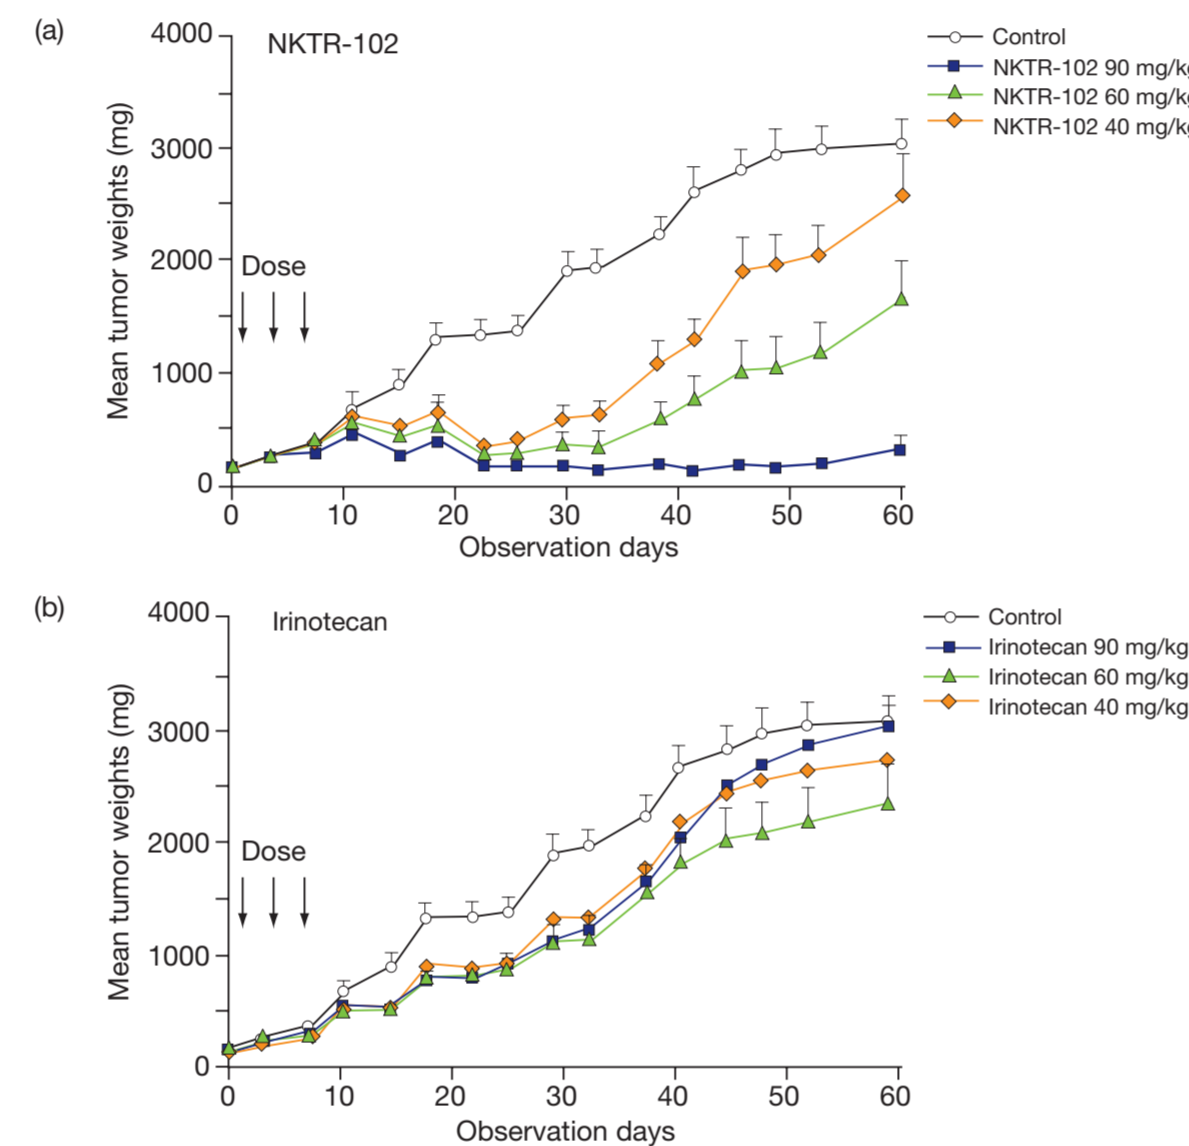 (a)
NKTR-102
4000
3000
2000
1000
0
Mean tumor weights (mg)
Dose
0 10 20 30 40 50 60
Observation days
Control
NKTR-102 90 mg/kg
NKTR-102 60 mg/kg
NKTR-102 40 mg/kg
(b)
Irinotecan
4000
3000
2000
1000
0
Mean tumor weights (mg)
Dose
0 10 20 30 40 50 60
Observation days
Control
Irinotecan 90 mg/kg
Irinotecan 60 mg/kg
Irinotecan 40 mg/kg